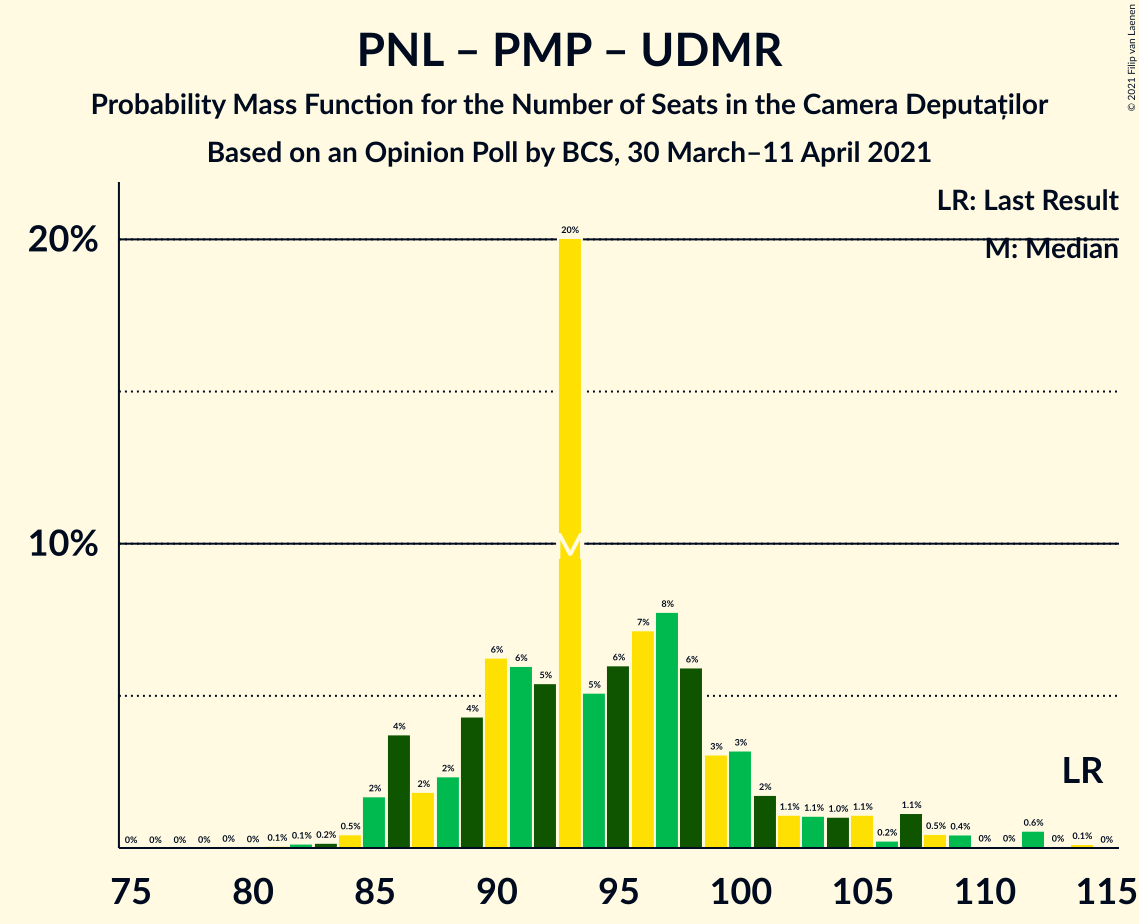 PNL – PMP – UDMR
Probability Mass Function for the Number of Seats in the Camera Deputaților
Based on an Opinion Poll by BCS, 30 March–11 April 2021
© 2021 Filip van Laenen
LR: Last Result
M: Median
20%
10%
0% 0% 0% 0% 0% 0% 0.1% 0.1% 0.2% 0.5% 2% 4% 2% 2% 4% 6% 6% 5% 20% 5% 6% 7% 8% 6% 3% 3% 2% 1.1% 1.1% 1.0% 1.1% 0.2% 1.1% 0.5% 0.4% 0% 0% 0.6% 0% 0.1% 0%
M
LR
75 80 85 90 95 100 105 110 115